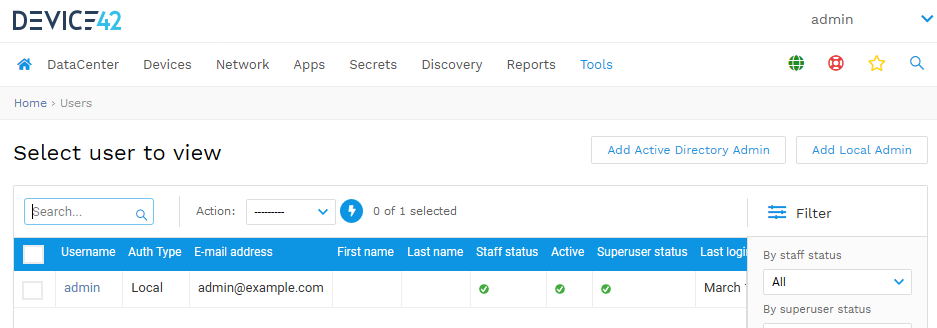 DEVICE42
admin
DataCenter Devices Network Apps Secrets Discovery Reports Tools
Home › Users
Select user to view
Add Active Directory Admin
Add Local Admin
Search...
Action: --------- 0 of 1 selected
Filter
Username Auth Type E-mail address First name Last name Staff status Active Superuser status Last login
By staff status
admin Local admin@example.com March
All
By superuser status